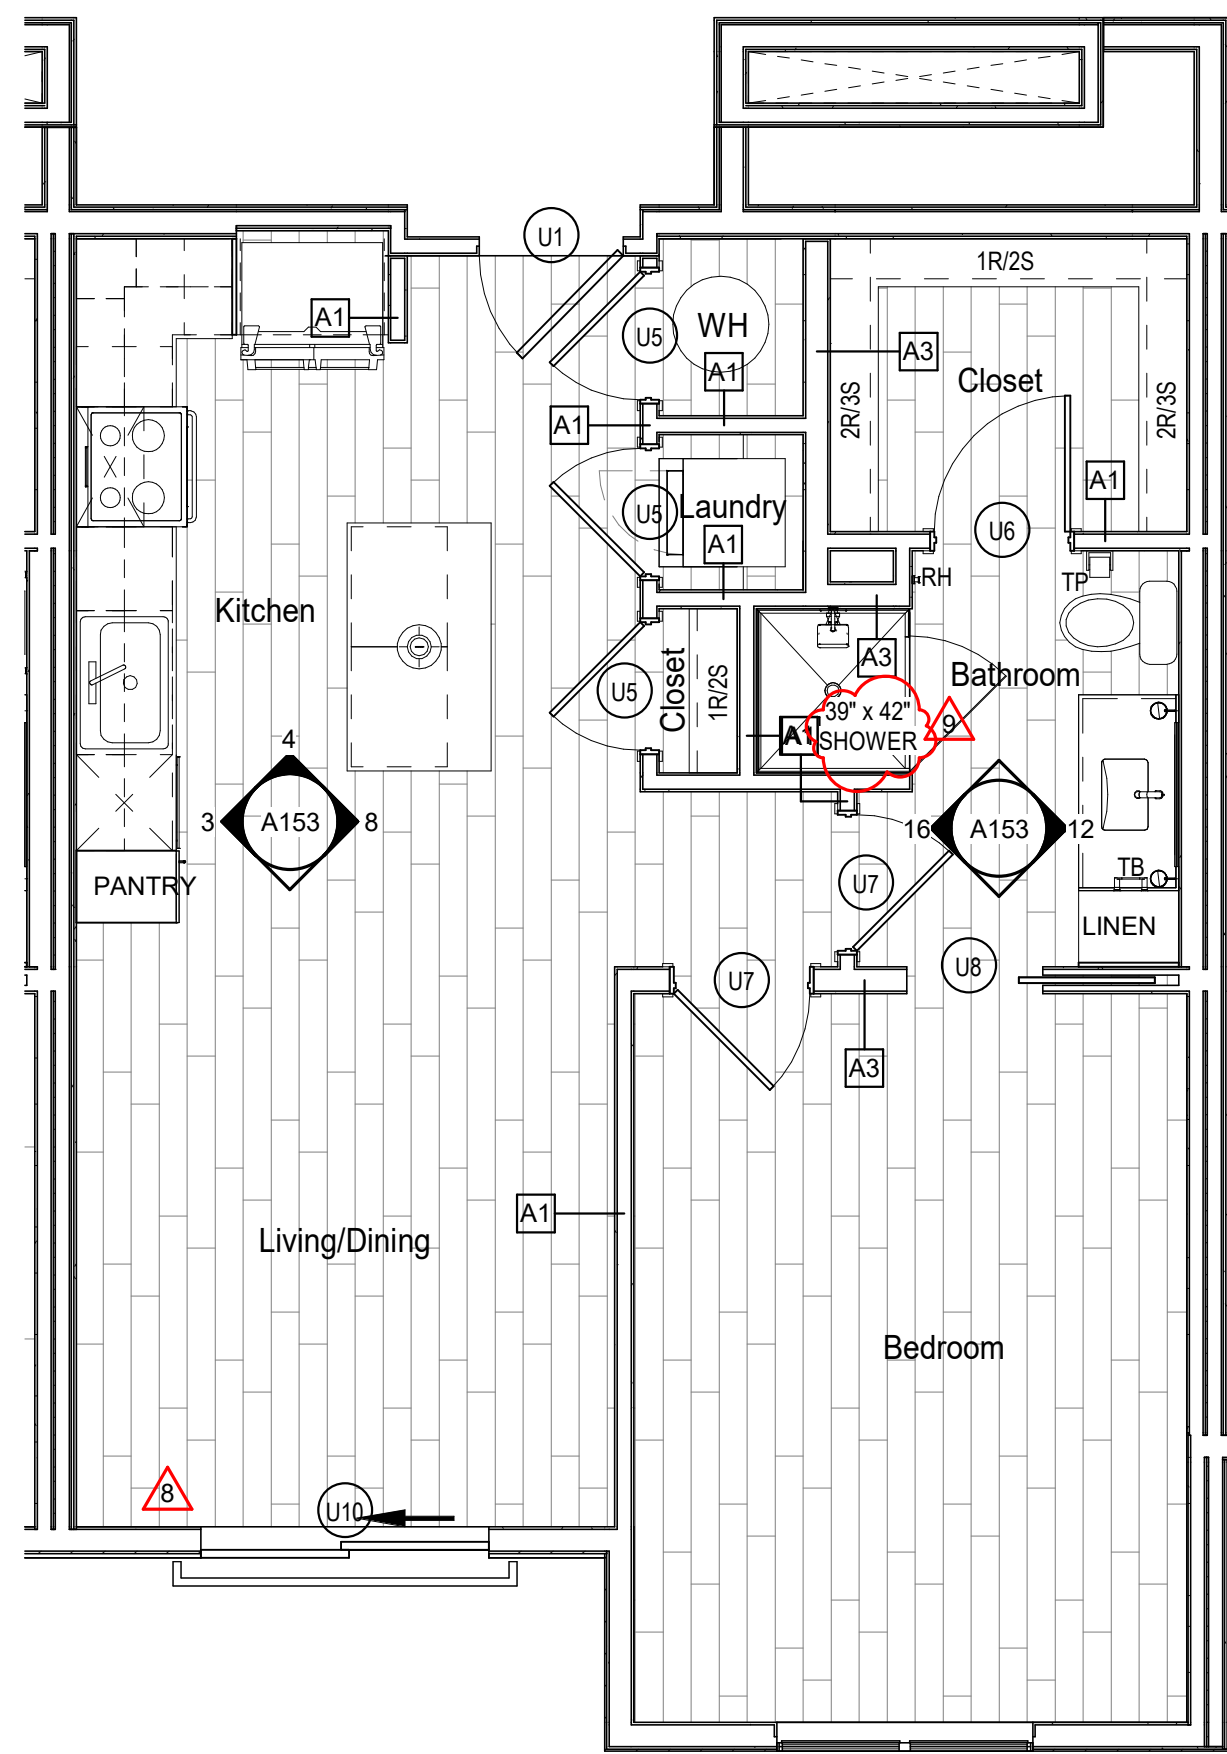 U1
1R/2S
A1
U5
WH
A3
A1
Closet
2R/3S
2R/3S
A1
A1
U5
Laundry
U6
A1
RH
TP
Kitchen
A3
Bathroom
U5
Closet
1R/2S
39" x 42"
SHOWER
9
A1
4
3
A153
8
16
A153
12
PANTRY
U7
TB
LINEN
U8
U7
A3
A1
Living/Dining
Bedroom
8
U10